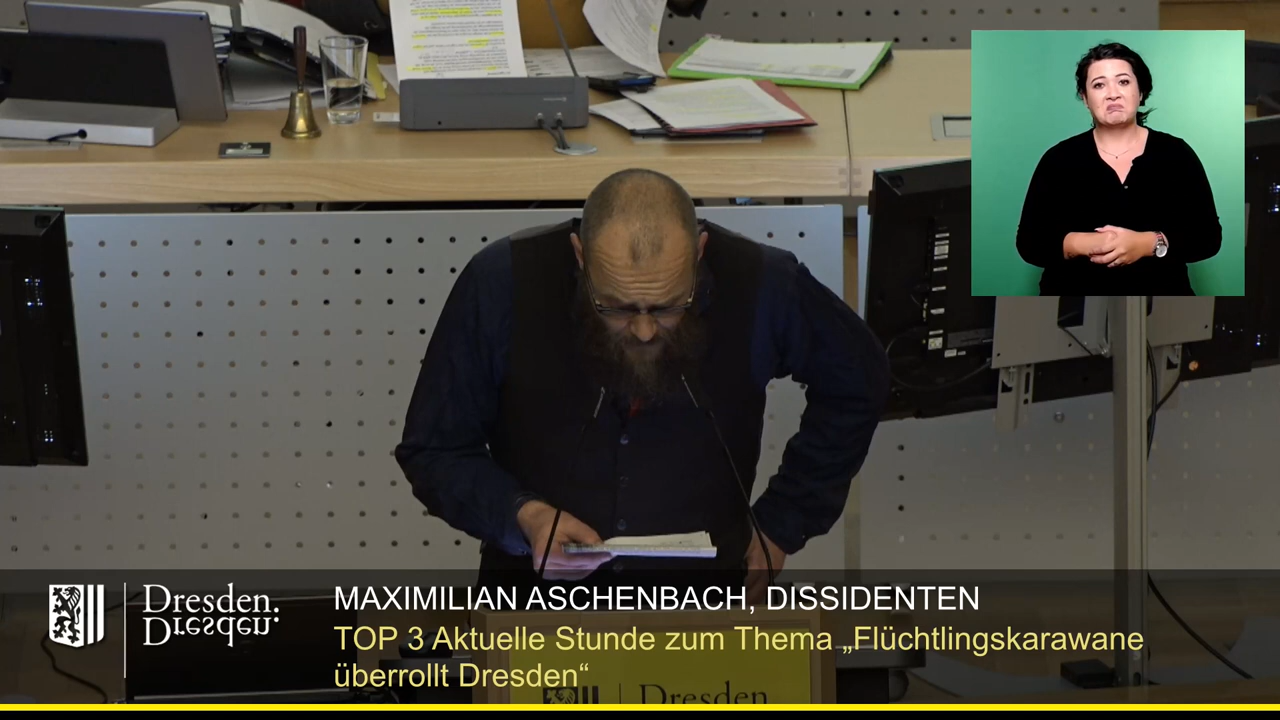 MAXIMILIAN ASCHENBACH, DISSIDENTEN
Dresden.
Dresden.
TOP 3 Aktuelle Stunde zum Thema „Flüchtlingskarawane
überrollt Dresden“
Dresden